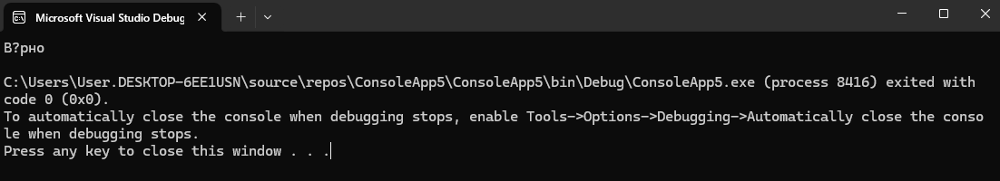 Microsoft Visual Studio Debug
В?рно
C:\Users\User.DESKTOP-6EE1USN\source\repos\ConsoleApp5\ConsoleApp5\bin\Debug\ConsoleApp5.exe (process 8416) exited with
code 0 (0x0).
To automatically close the console when debugging stops, enable Tools->Options->Debugging->Automatically close the conso
le when debugging stops.
Press any key to close this window . . .